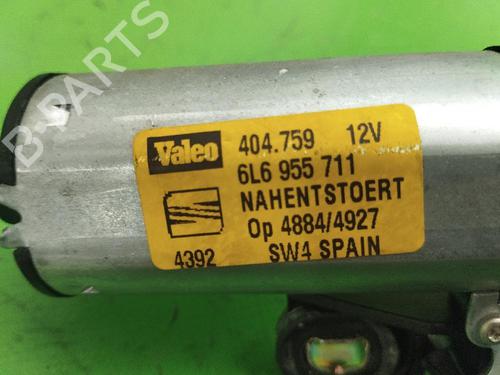 B-PARTS
Valeo 404.759 12V
6L6 955 711
NAHENTSTOERT
Op 4884/4927
4392 SW4 SPAIN